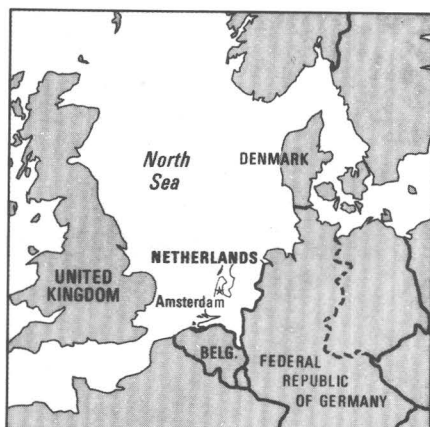 North
Sea
DENMARK
NETHERLANDS
UNITED
KINGDOM
Amsterdam
BELG.
FEDERAL
REPUBLIC
OF GERMANY